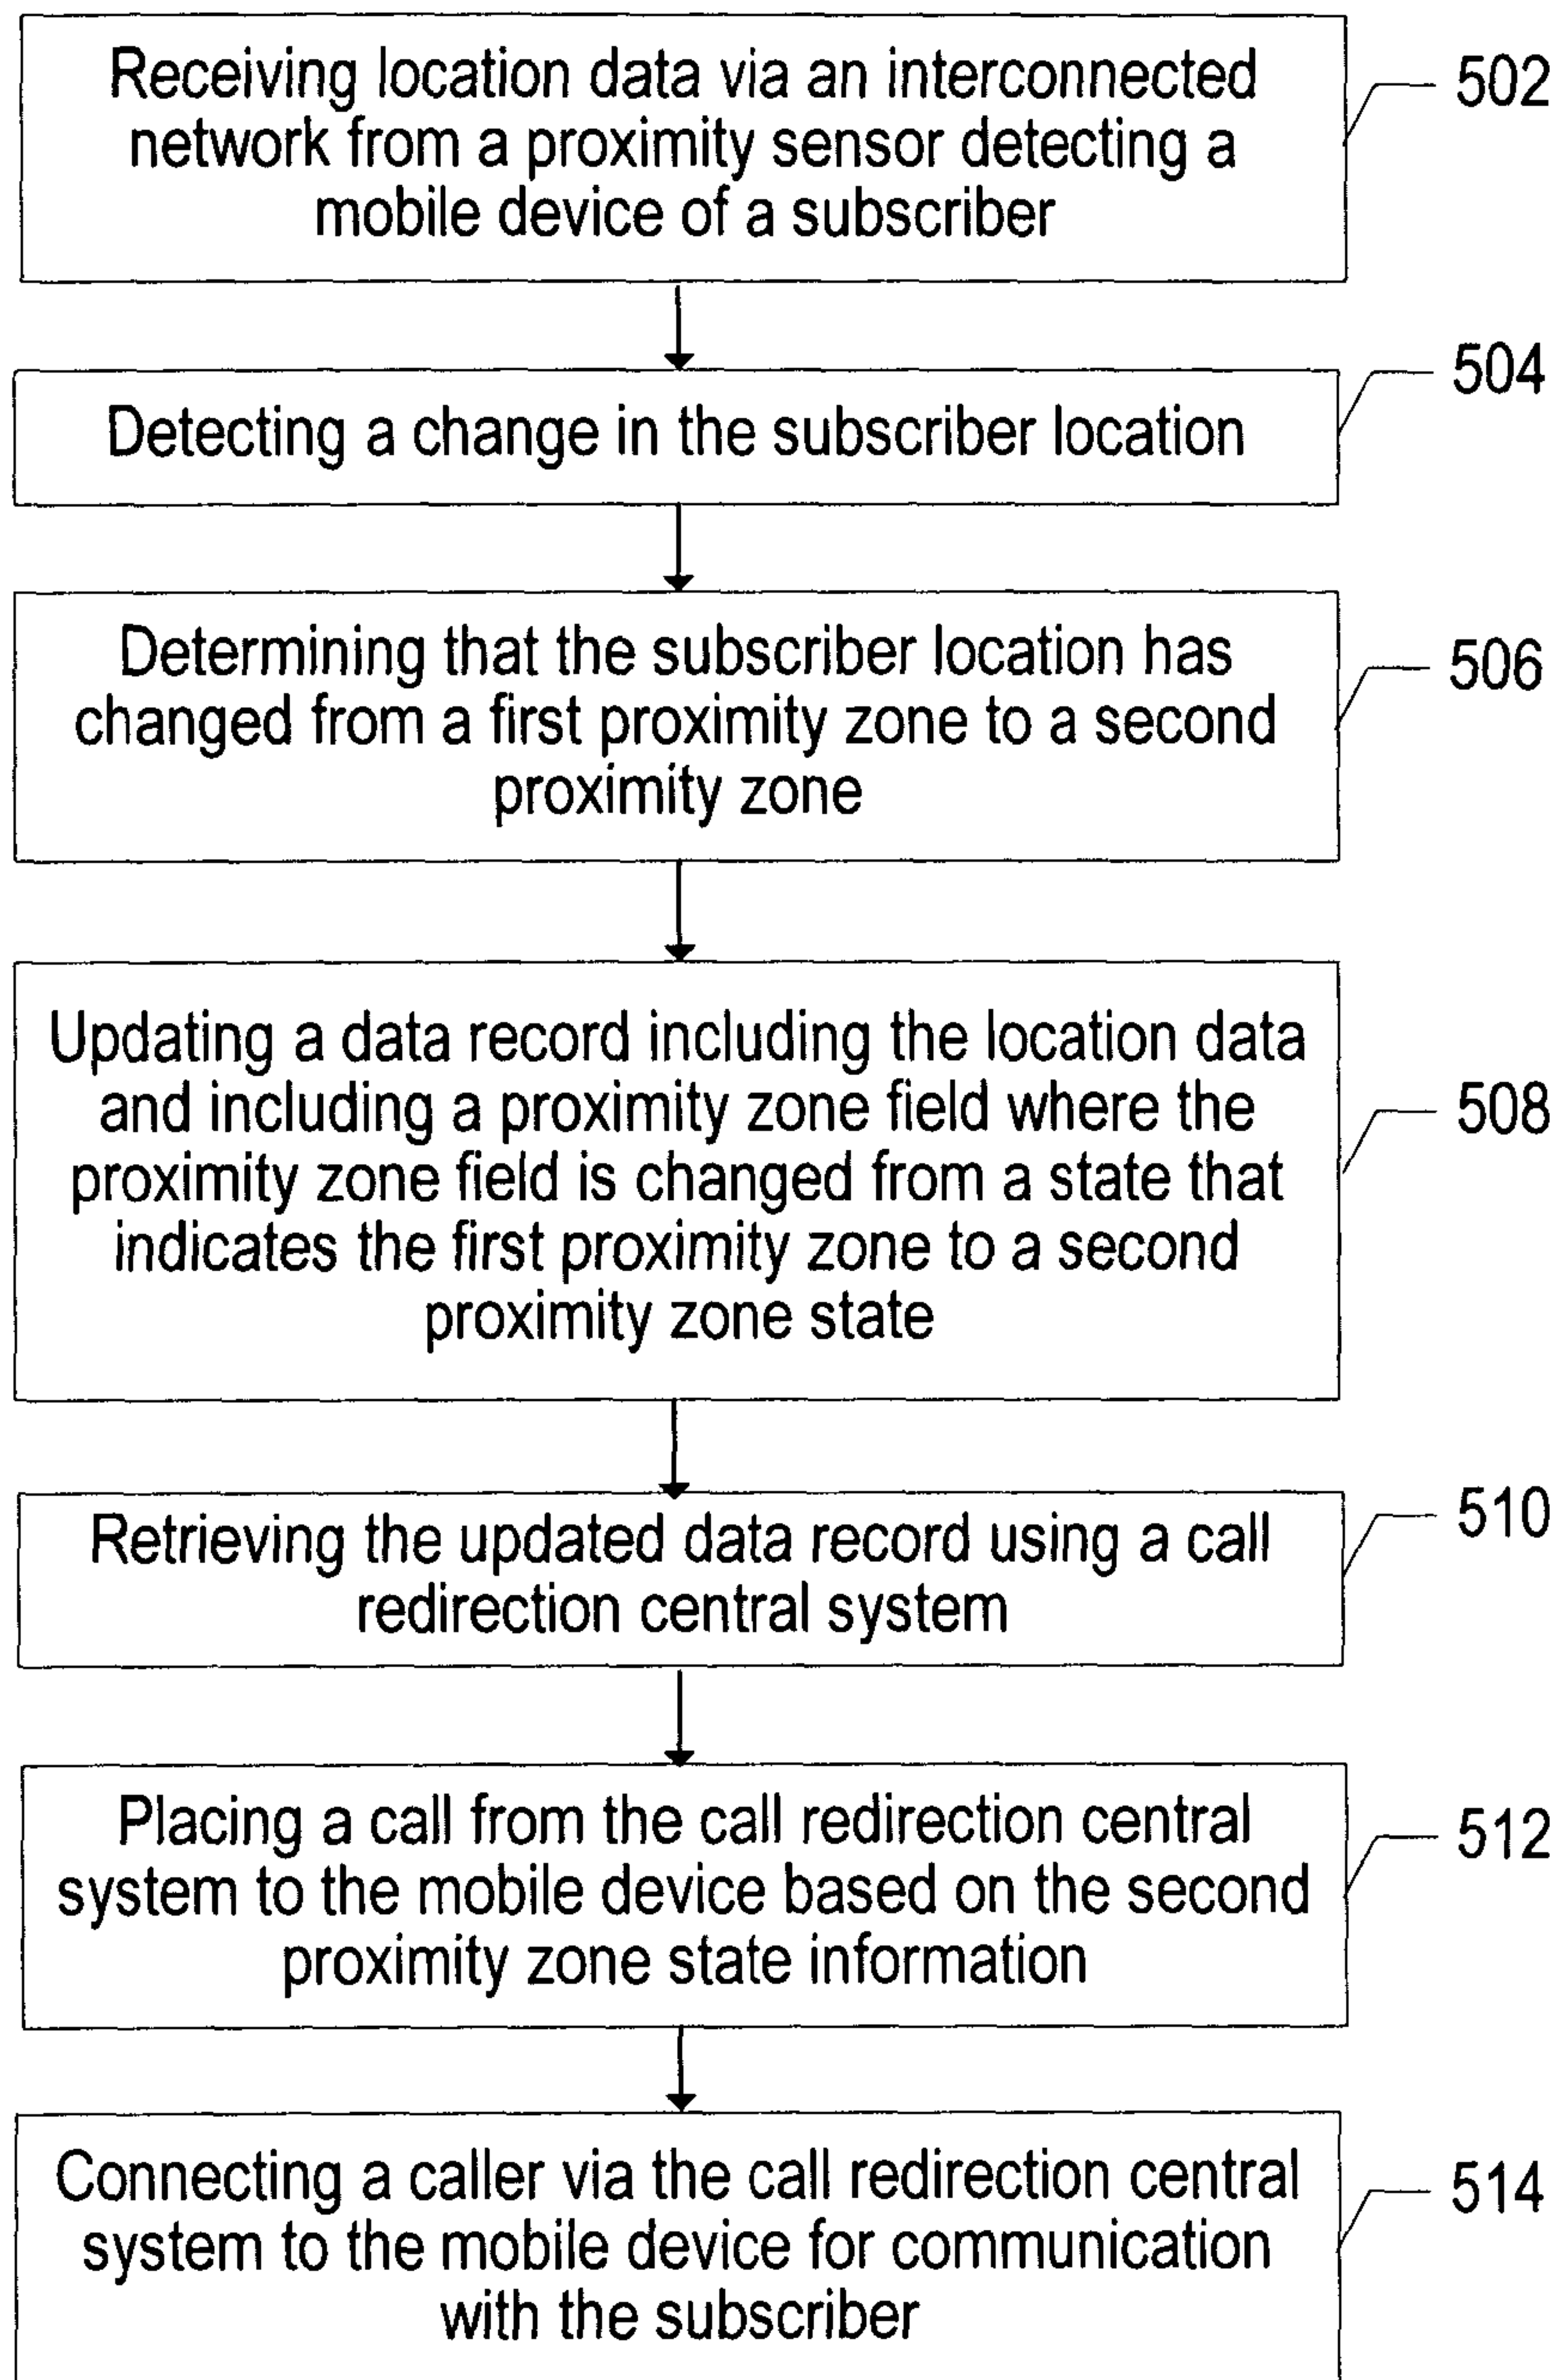 Receiving location data via an interconnected
network from a proximity sensor detecting a
mobile device of a subscriber
502
Detecting a change in the subscriber location
504
Determining that the subscriber location has
changed from a first proximity zone to a second
proximity zone
506
Updating a data record including the location data
and including a proximity zone field where the
proximity zone field is changed from a state that
indicates the first proximity zone to a second
proximity zone state
508
Retrieving the updated data record using a call
redirection central system
510
Placing a call from the call redirection central
system to the mobile device based on the second
proximity zone state information
512
Connecting a caller via the call redirection central
system to the mobile device for communication
with the subscriber
514